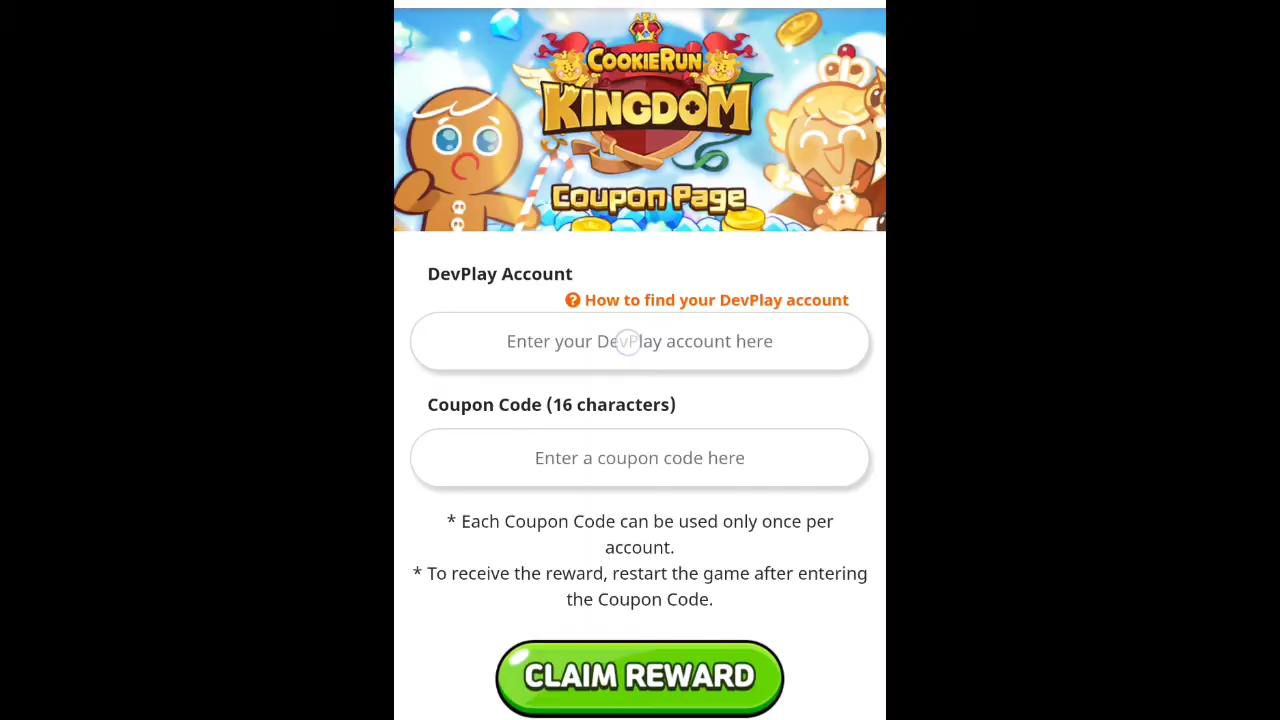 COOKIERUN
KINGDOM
Coupon Page
DevPlay Account
? How to find your DevPlay account
Enter your DevPlay account here
Coupon Code (16 characters)
Enter a coupon code here
* Each Coupon Code can be used only once per
account.
* To receive the reward, restart the game after entering
the Coupon Code.
CLAIM REWARD